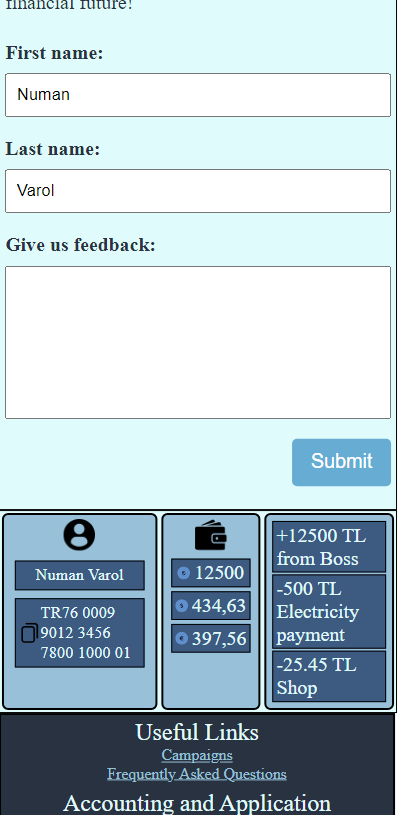 financial future!
First name:
Numan
Last name:
Varol
Give us feedback:
Submit
Numan Varol
TR76 0009
9012 3456
7800 1000 01
12500
434,63
397,56
+12500 TL
from Boss
-500 TL
Electricity
payment
-25.45 TL
Shop
Useful Links
Campaigns
Frequently Asked Questions
Accounting and Application